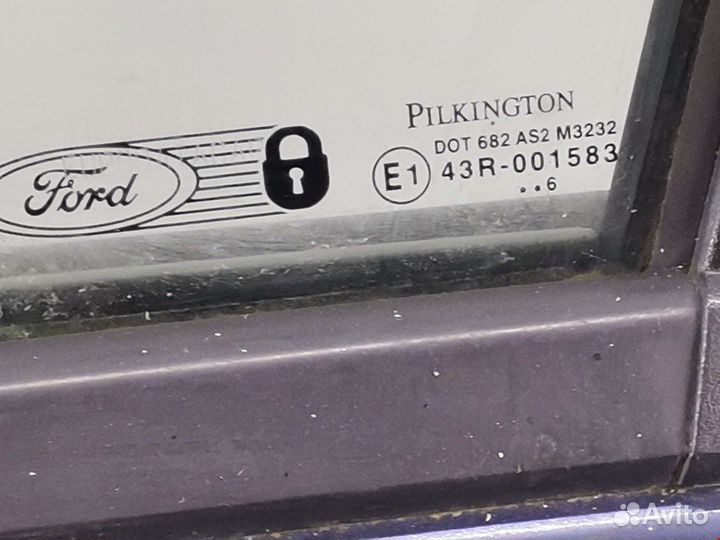 PILKINGTON
DOT 682 AS2 M3232
E1 43R-001583
..6
Ford
Avito